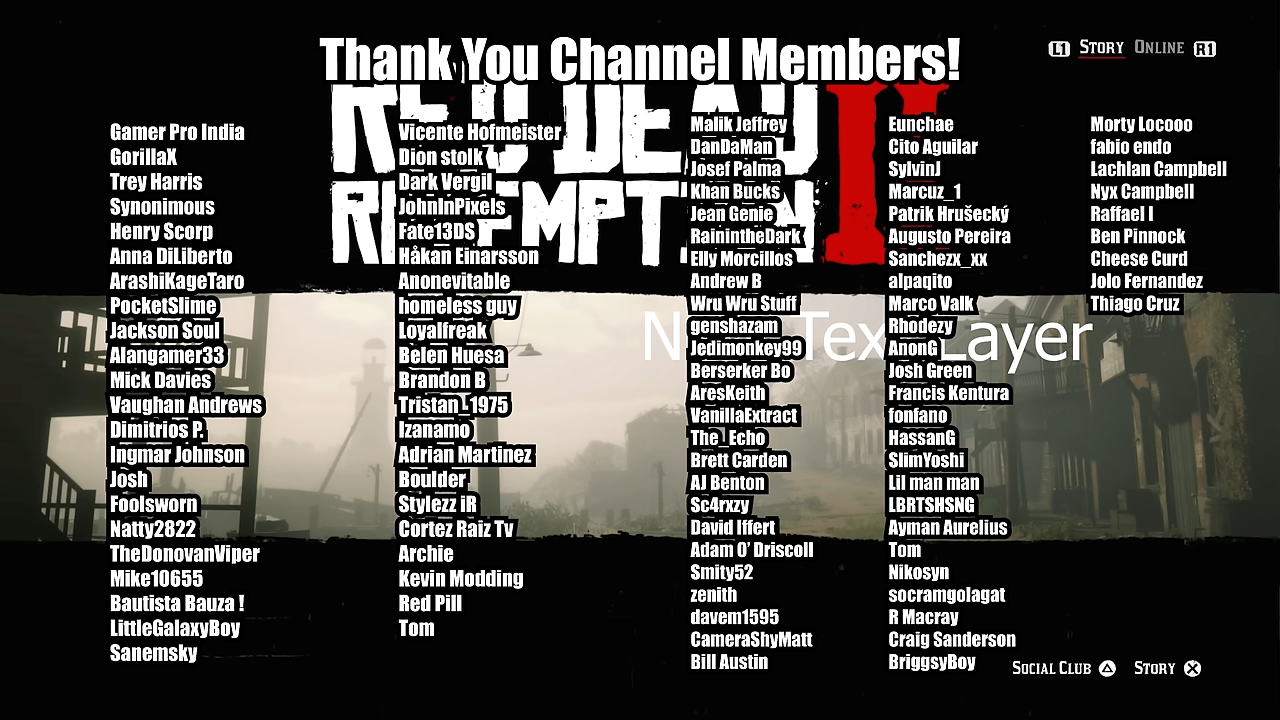 Thank You Channel Members!
L1 STORY ONLINE R1
RED DEAD
REDEMPTION II
Gamer Pro India
GorillaX
Trey Harris
Synonimous
Henry Scorp
Anna DiLiberto
ArashiKageTaro
PocketSlime
Jackson Soul
Alangamer33
Mick Davies
Vaughan Andrews
Dimitrios P.
Ingmar Johnson
Josh
Foolsworn
Natty2822
TheDonovanViper
Mike10655
Bautista Bauza !
LittleGalaxyBoy
Sanemsky
Vicente Hofmeister
Dion stolk
Dark Vergil
JohnInPixels
Fate13DS
Håkan Einarsson
Anonevitable
homeless guy
Loyalfreak
Belen Huesa
Brandon B
Tristan_1975
Izanamo
Adrian Martinez
Boulder
Stylezz iR
Cortez Raiz Tv
Archie
Kevin Modding
Red Pill
Tom
Malik Jeffrey
DanDaMan
Josef Palma
Khan Bucks
Jean Genie
RainintheDark
Elly Morcillos
Andrew B
Wru Wru Stuff
genshazam
Jedimonkey99
Berserker Bo
AresKeith
VanillaExtract
The_Echo
Brett Carden
AJ Benton
Sc4rxzy
David Iffert
Adam O' Driscoll
Smity52
zenith
davem1595
CameraShyMatt
Bill Austin
Eunchae
Cito Aguilar
SylvinJ
Marcuz_1
Patrik Hrušecký
Augusto Pereira
Sanchezx_xx
alpaqito
Marco Valk
Rhodezy
AnonG
Josh Green
Francis Kentura
fonfano
HassanG
SlimYoshi
Lil man man
LBRTSHSNG
Ayman Aurelius
Tom
Nikosyn
socramgolagat
R Macray
Craig Sanderson
BriggsyBoy
Morty Locooo
fabio endo
Lachlan Campbell
Nyx Campbell
Raffael I
Ben Pinnock
Cheese Curd
Jolo Fernandez
Thiago Cruz
Text Layer
SOCIAL CLUB STORY